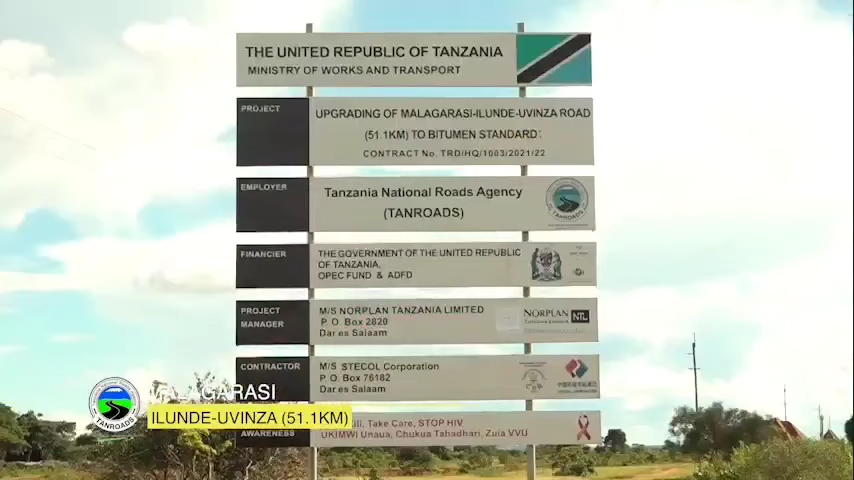 THE UNITED REPUBLIC OF TANZANIA
MINISTRY OF WORKS AND TRANSPORT
PROJECT
UPGRADING OF MALAGARASI-ILUNDE-UVINZA ROAD
(51.1KM) TO BITUMEN STANDARD:
CONTRACT No. TRD/HQ/1003/2021/22
EMPLOYER
Tanzania National Roads Agency
(TANROADS)
TANROADS
FINANCIER
THE GOVERNMENT OF THE UNITED REPUBLIC
OF TANZANIA,
OPEC FUND & ADFD
PROJECT
MANAGER
M/S NORPLAN TANZANIA LIMITED
P. O. Box 2820
Dar es Salaam
NORPLAN NTL
CONTRACTOR
M/S STECOL Corporation
P. O. Box 76182
Dar es Salaam
AWARENESS
Take Care, STOP HIV
UKIMWI Unaua, Chukua Tahadhari, Zuia VVU
TANROADS
MALAGARASI
ILUNDE-UVINZA (51.1KM)